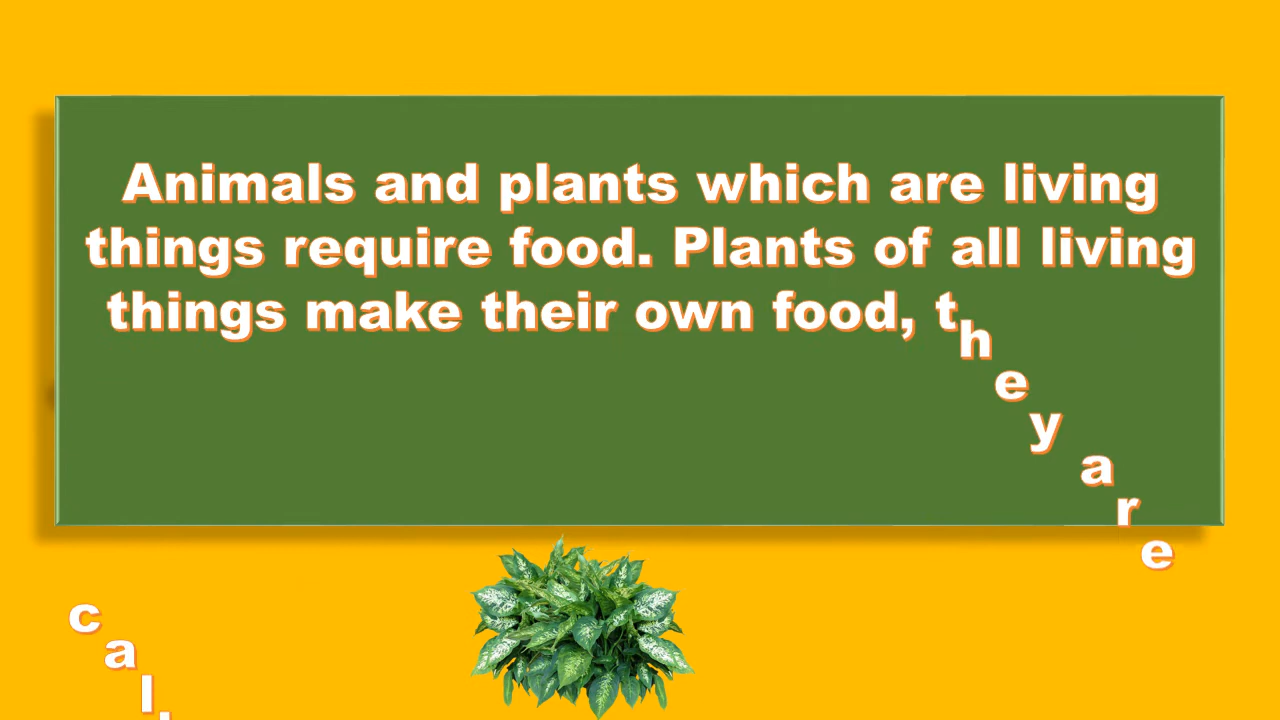 Animals and plants which are living
things require food. Plants of all living
things make their own food, they are
cal